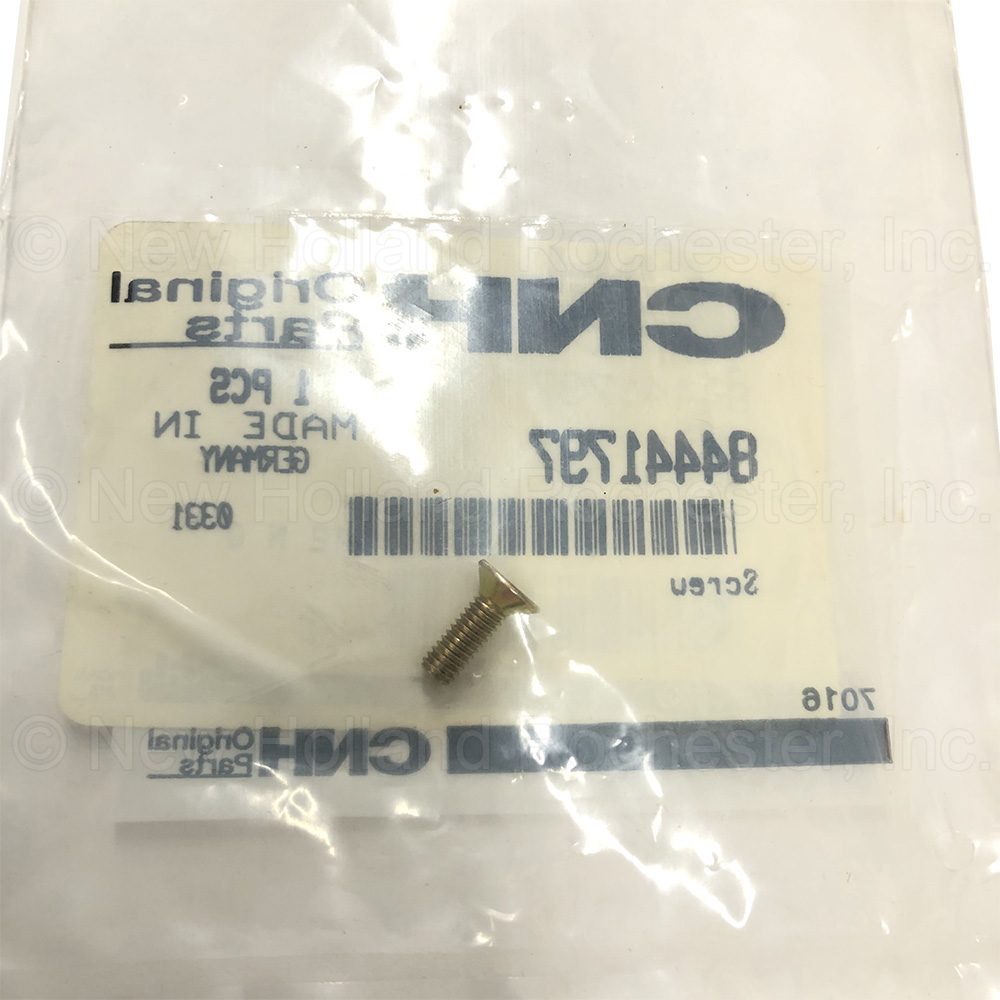 © New Holland Rochester, Inc.
CNH Original Parts
1 PCS
MADE IN
84441797
GERMANY
© New Holland Rochester, Inc.
0331
Screw
7016
© New Holland Rochester, Inc.
CNH Original Parts